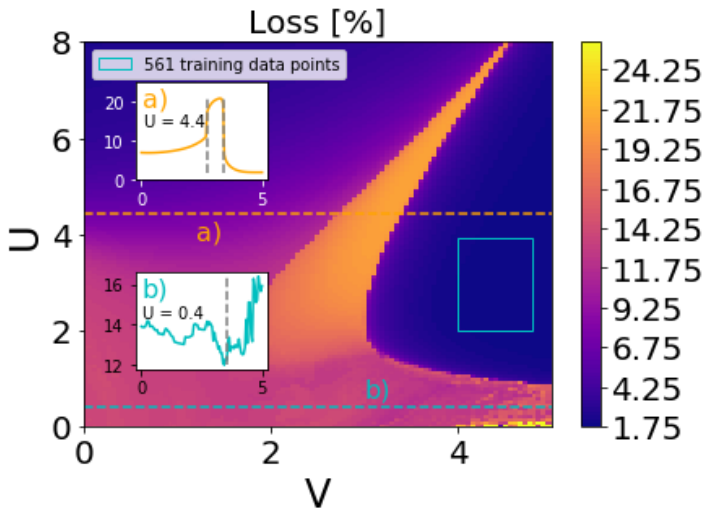 Loss [%]
561 training data points
a)
U = 4.4
20
10
0
0
5
a)
b)
U = 0.4
16
14
12
0
5
b)
8
6
4
2
0
U
0
2
4
V
24.25
21.75
19.25
16.75
14.25
11.75
9.25
6.75
4.25
1.75